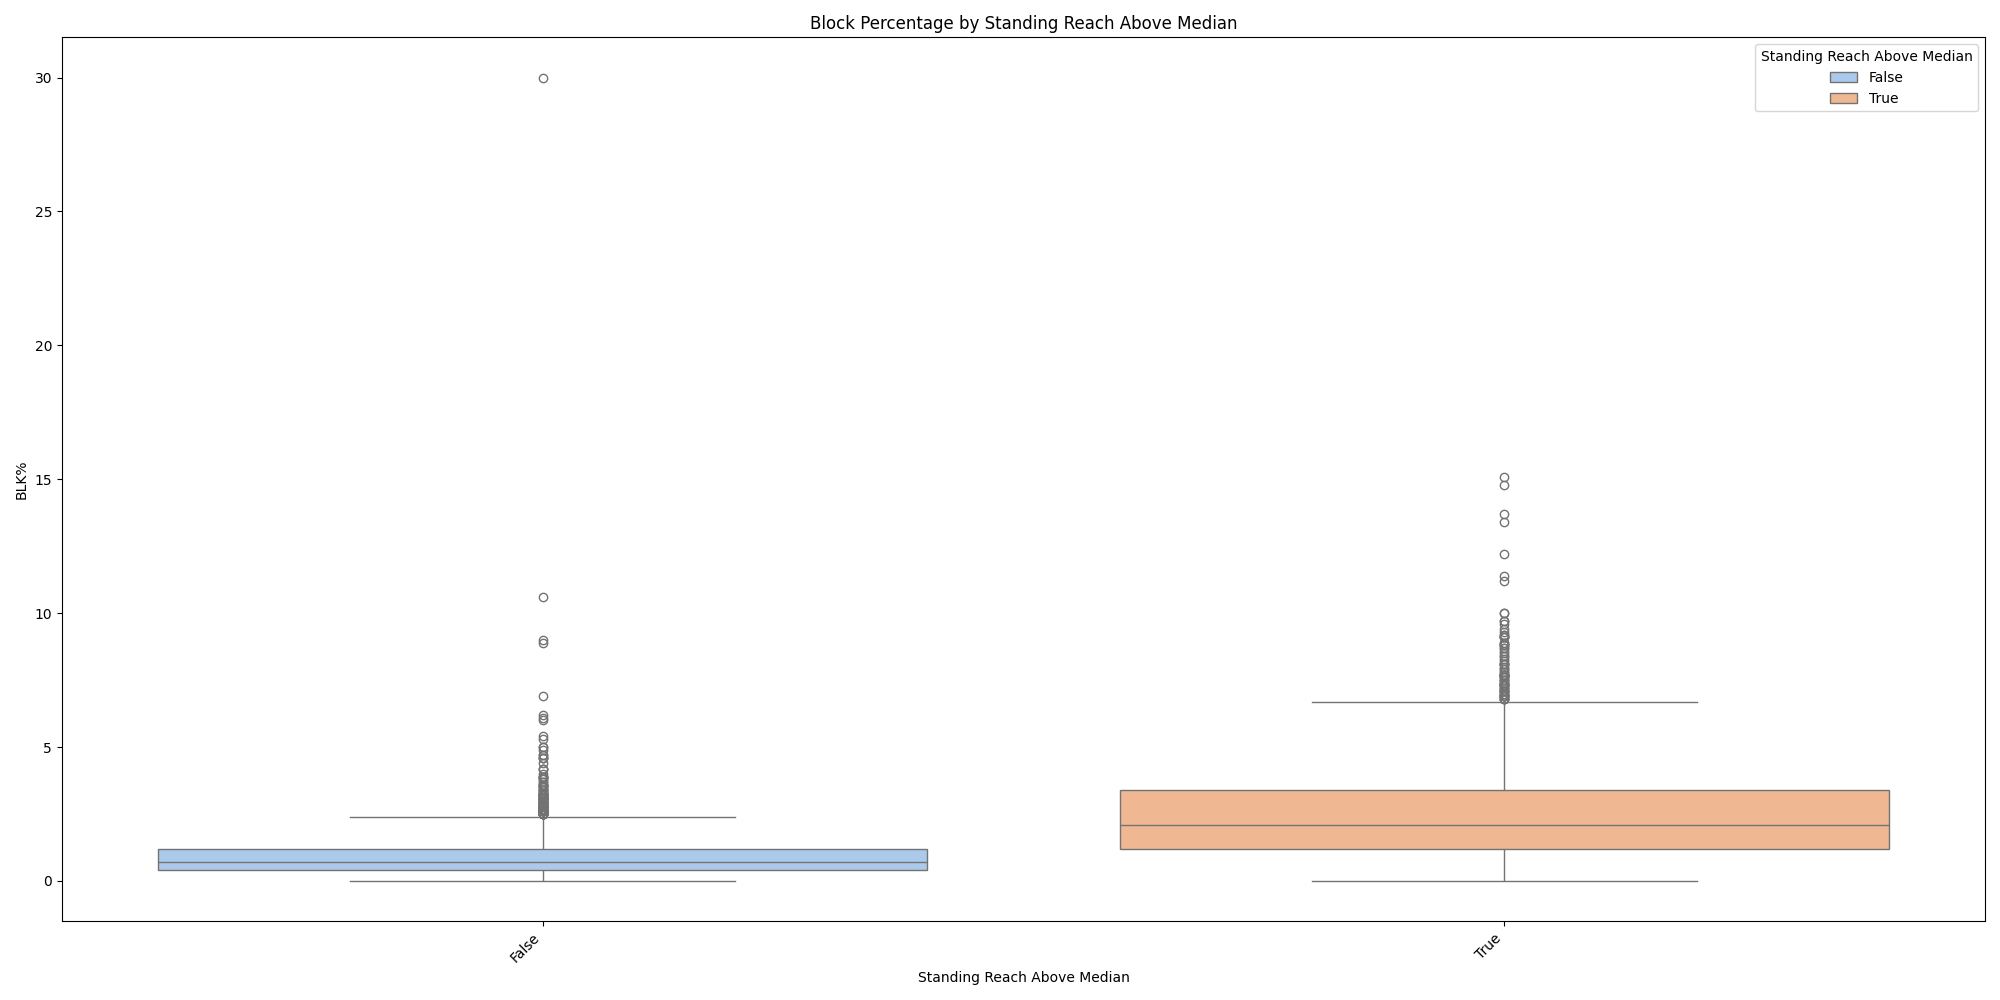 Block Percentage by Standing Reach Above Median
Standing Reach Above Median
False
True
30
25
20
15
10
5
0
BLK%
False
True
Standing Reach Above Median